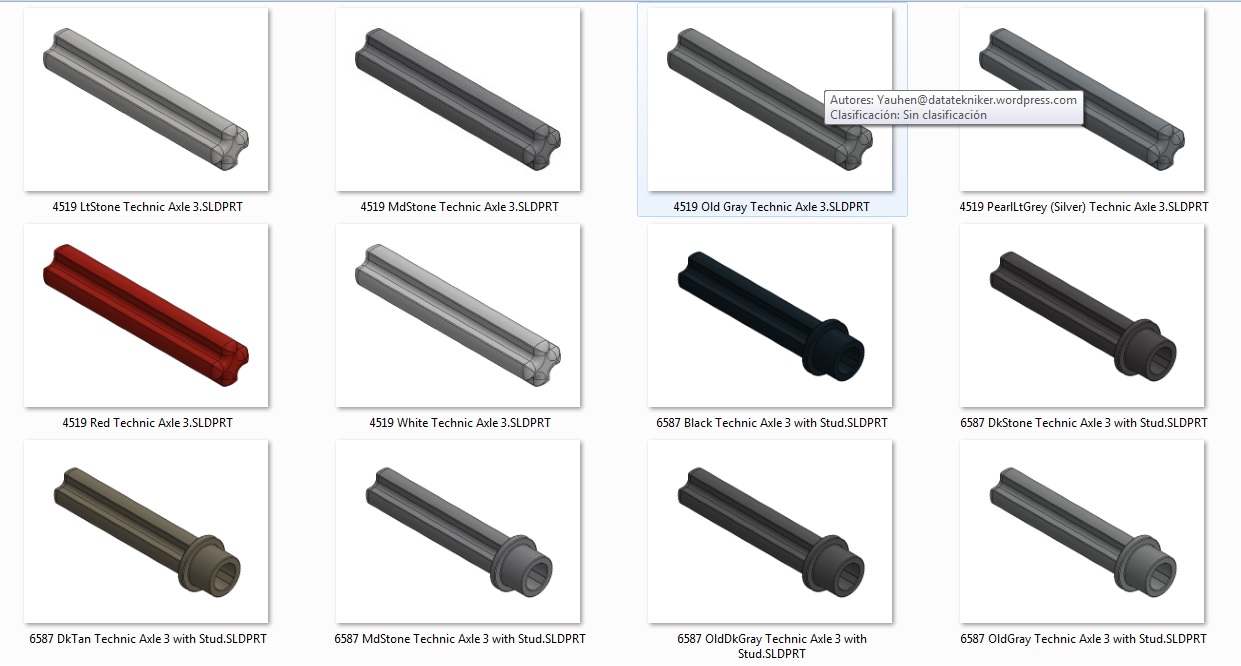 Autores: Yauhen@datatekniker.wordpress.com
Clasificación: Sin clasificación
4519 LtStone Technic Axle 3.SLDPRT
4519 MdStone Technic Axle 3.SLDPRT
4519 Old Gray Technic Axle 3.SLDPRT
4519 PearlLtGrey (Silver) Technic Axle 3.SLDPRT
4519 Red Technic Axle 3.SLDPRT
4519 White Technic Axle 3.SLDPRT
6587 Black Technic Axle 3 with Stud.SLDPRT
6587 DkStone Technic Axle 3 with Stud.SLDPRT
6587 DkTan Technic Axle 3 with Stud.SLDPRT
6587 MdStone Technic Axle 3 with Stud.SLDPRT
6587 OldDkGray Technic Axle 3 with
Stud.SLDPRT
6587 OldGray Technic Axle 3 with Stud.SLDPRT